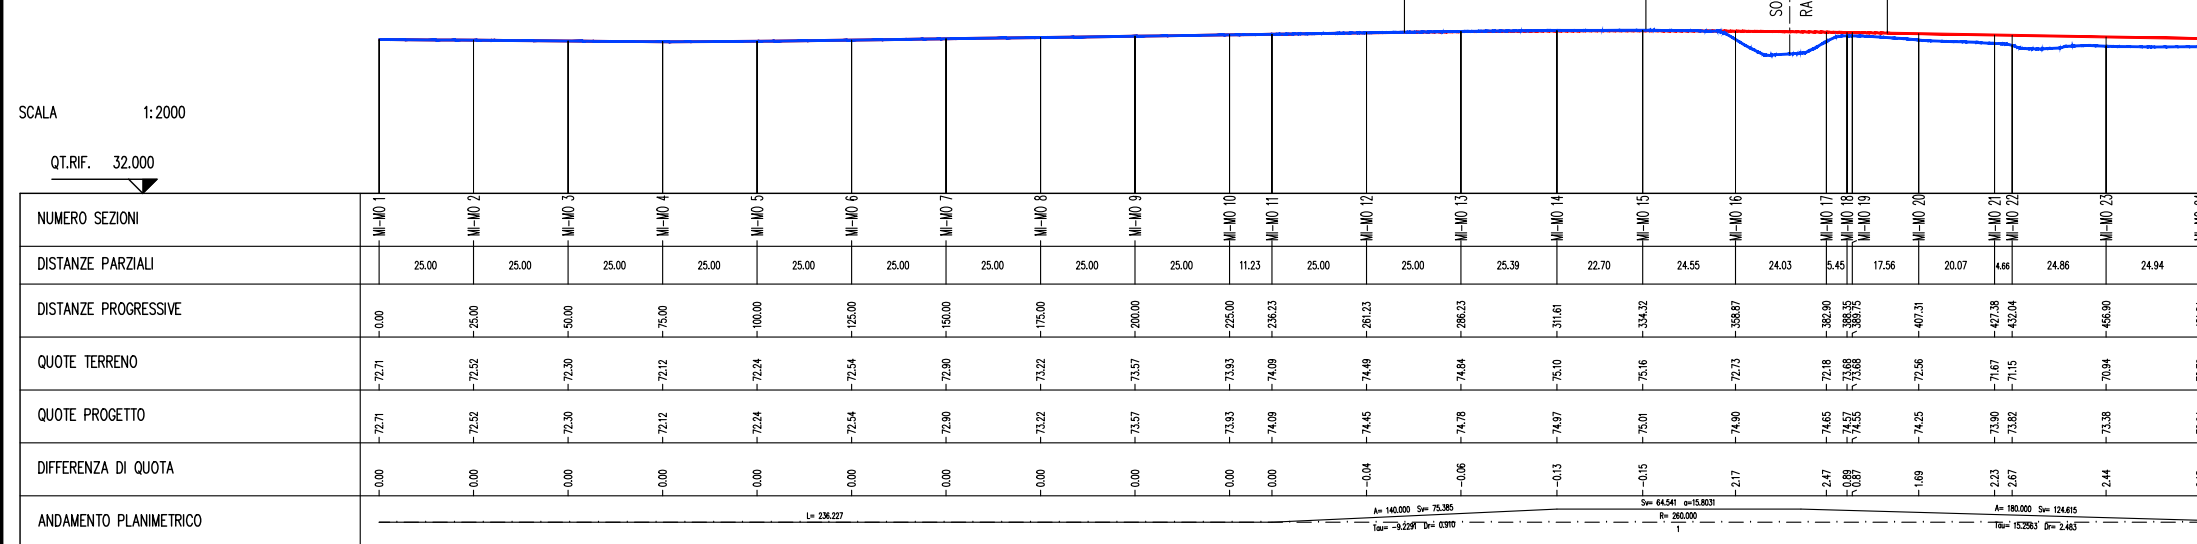 SO
RA
SCALA 1:2000
QT.RIF. 32.000
NUMERO SEZIONI MI-MO 1 MI-MO 2 MI-MO 3 MI-MO 4 MI-MO 5 MI-MO 6 MI-MO 7 MI-MO 8 MI-MO 9 MI-MO 10 MI-MO 11 MI-MO 12 MI-MO 13 MI-MO 14 MI-MO 15 MI-MO 16 MI-MO 17 MI-MO 18 MI-MO 19 MI-MO 20 MI-MO 21 MI-MO 22 MI-MO 23
DISTANZE PARZIALI 25.00 25.00 25.00 25.00 25.00 25.00 25.00 25.00 25.00 11.23 25.00 25.00 25.39 22.70 24.55 24.03 5.45 17.56 20.07 4.66 24.86 24.94
DISTANZE PROGRESSIVE 0.00 25.00 50.00 75.00 100.00 125.00 150.00 175.00 200.00 225.00 236.23 261.23 286.23 311.61 334.32 358.87 382.90 388.35 389.75 407.31 427.38 432.04 456.90
QUOTE TERRENO 72.71 72.52 72.30 72.12 72.24 72.54 72.90 73.22 73.57 73.93 74.09 74.49 74.84 75.10 75.16 72.73 72.18 73.68 73.68 72.56 71.67 71.15 70.94
QUOTE PROGETTO 72.71 72.52 72.30 72.12 72.24 72.54 72.90 73.22 73.57 73.93 74.09 74.45 74.78 74.97 75.01 74.90 74.65 74.57 74.55 74.25 73.90 73.82 73.38
DIFFERENZA DI QUOTA 0.00 0.00 0.00 0.00 0.00 0.00 0.00 0.00 0.00 0.00 0.00 -0.04 -0.06 -0.13 -0.15 2.17 2.47 0.89 0.87 1.69 2.23 2.67 2.44
ANDAMENTO PLANIMETRICO L= 236.227 A= 140.000 Sv= 75.385 Sv= 64.541 α=15.8031 A= 180.000 Sv= 124.615
Tau= -9.2291 Dr= 0.910 R= 260.000 Tau= 15.2563 Dr= 2.483
1